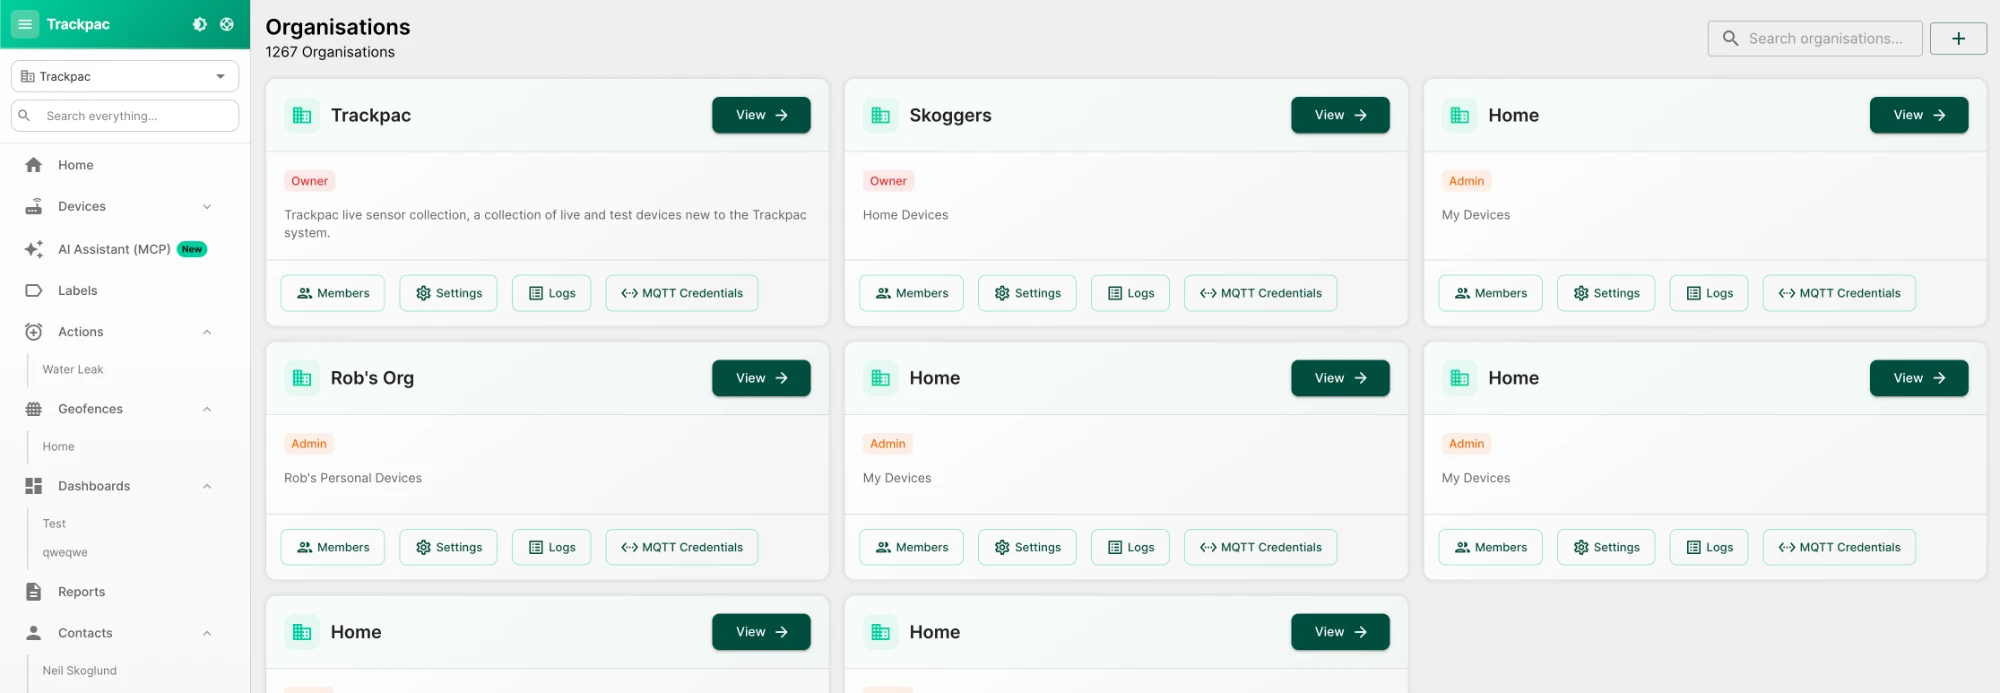 Trackpac
Trackpac
Search everything...
Home
Devices
AI Assistant (MCP) New
Labels
Actions
Water Leak
Geofences
Home
Dashboards
Test
qweqwe
Reports
Contacts
Neil Skoglund
Organisations
1267 Organisations
Search organisations...
Trackpac
View
Owner
Trackpac live sensor collection, a collection of live and test devices new to the Trackpac
system.
Members Settings Logs MQTT Credentials
Skoggers
View
Owner
Home Devices
Members Settings Logs MQTT Credentials
Home
View
Admin
My Devices
Members Settings Logs MQTT Credentials
Rob's Org
View
Admin
Rob's Personal Devices
Members Settings Logs MQTT Credentials
Home
View
Admin
My Devices
Members Settings Logs MQTT Credentials
Home
View
Admin
My Devices
Members Settings Logs MQTT Credentials
Home
View
Home
View